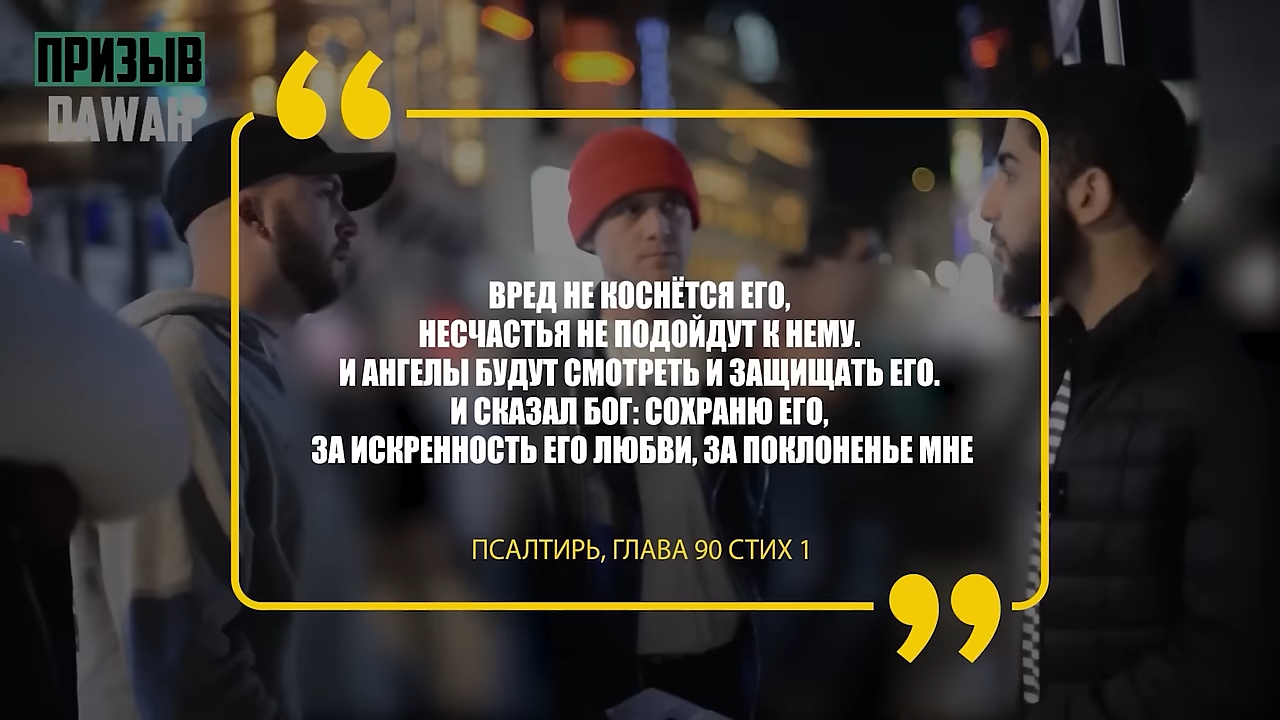 ПРИЗЫВ
DAWAH
ВРЕД НЕ КОСНЁТСЯ ЕГО,
НЕСЧАСТЬЯ НЕ ПОДОЙДУТ К НЕМУ.
И АНГЕЛЫ БУДУТ СМОТРЕТЬ И ЗАЩИЩАТЬ ЕГО.
И СКАЗАЛ БОГ: СОХРАНЮ ЕГО,
ЗА ИСКРЕННОСТЬ ЕГО ЛЮБВИ, ЗА ПОКЛОНЕНЬЕ МНЕ
ПСАЛТИРЬ, ГЛАВА 90 СТИХ 1